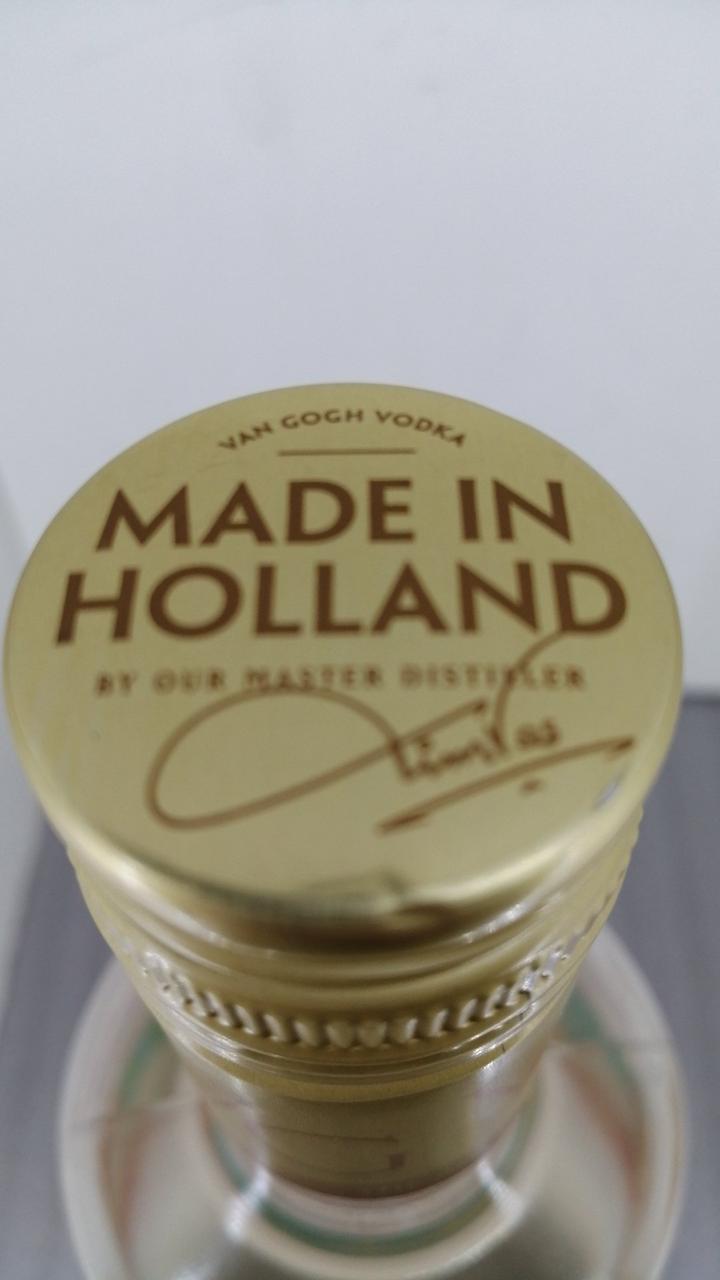 VAN GOGH VODKA
MADE IN
HOLLAND
BY OUR MASTER DISTILLER